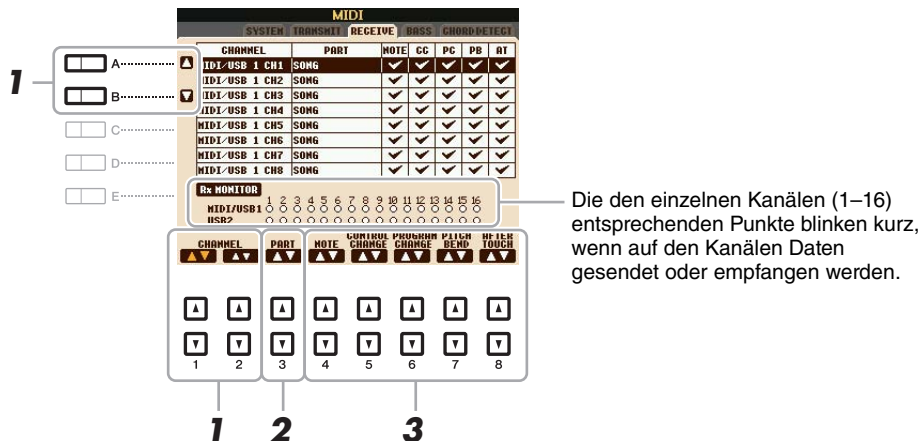 MIDI
SYSTEM TRANSMIT RECEIVE BASS CHORD DETECT
CHANNEL PART NOTE CC PC PB AT
MIDI/USB 1 CH1 SONG
MIDI/USB 1 CH2 SONG
MIDI/USB 1 CH3 SONG
MIDI/USB 1 CH4 SONG
MIDI/USB 1 CH5 SONG
MIDI/USB 1 CH6 SONG
MIDI/USB 1 CH7 SONG
MIDI/USB 1 CH8 SONG
1
A
B
C
D
E
Rx MONITOR
1 2 3 4 5 6 7 8 9 10 11 12 13 14 15 16
MIDI/USB1
USB2
Die den einzelnen Kanälen (1–16)
entsprechenden Punkte blinken kurz,
wenn auf den Kanälen Daten
gesendet oder empfangen werden.
CHANNEL PART NOTE CONTROL CHANGE PROGRAM CHANGE PITCH BEND AFTER TOUCH
1 2 3 4 5 6 7 8
1 2 3